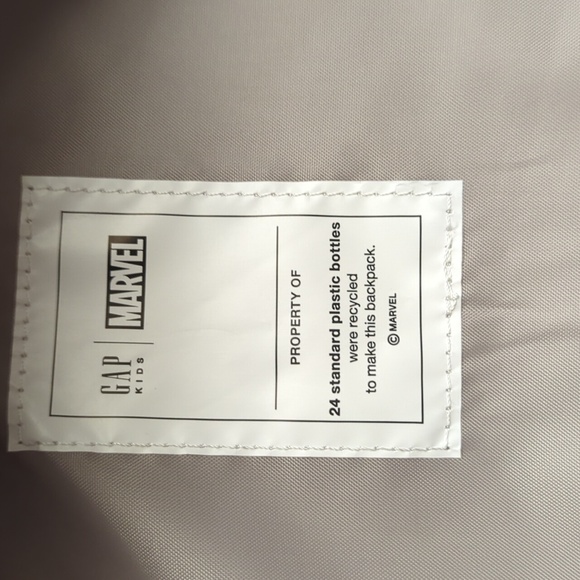 GAP
KIDS
MARVEL
PROPERTY OF
24 standard plastic bottles
were recycled
to make this backpack.
© MARVEL